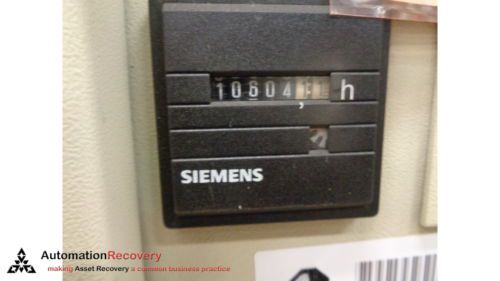 10604, h
SIEMENS
AutomationRecovery
making Asset Recovery a common business practice